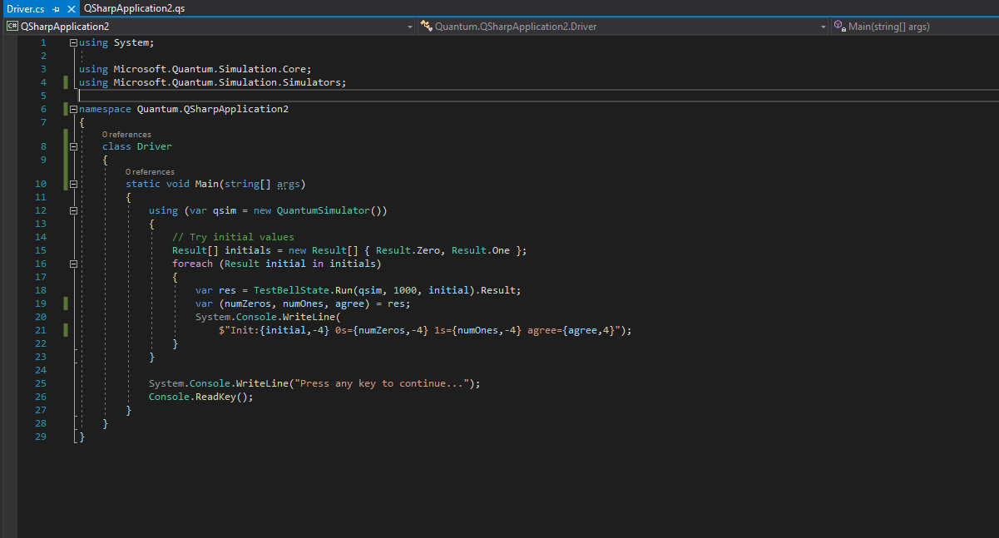 Driver.cs QSharpApplication2.qs
C# QSharpApplication2 Quantum.QSharpApplication2.Driver Main(string[] args)
1 using System;
2
3 using Microsoft.Quantum.Simulation.Core;
4 using Microsoft.Quantum.Simulation.Simulators;
5
6 namespace Quantum.QSharpApplication2
7 {
0 references
8 class Driver
9 {
0 references
10 static void Main(string[] args)
11 {
12 using (var qsim = new QuantumSimulator())
13 {
14 // Try initial values
15 Result[] initials = new Result[] { Result.Zero, Result.One };
16 foreach (Result initial in initials)
17 {
18 var res = TestBellState.Run(qsim, 1000, initial).Result;
19 var (numZeros, numOnes, agree) = res;
20 System.Console.WriteLine(
21 $"Init:{initial,-4} 0s={numZeros,-4} 1s={numOnes,-4} agree={agree,4}");
22 }
23 }
24
25 System.Console.WriteLine("Press any key to continue...");
26 Console.ReadKey();
27 }
28 }
29 }